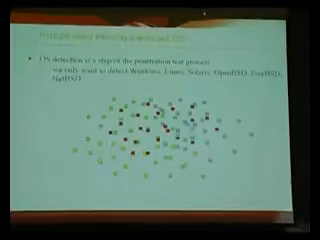 OS detection is a step of the penetration test process
we only want to detect Windows, Linux, Solaris, OpenBSD, FreeBSD,
NetBSD